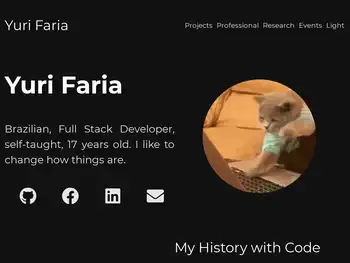 Yuri Faria
Projects Professional Research Events Light
Yuri Faria
Brazilian, Full Stack Developer,
self-taught, 17 years old. I like to
change how things are.
My History with Code